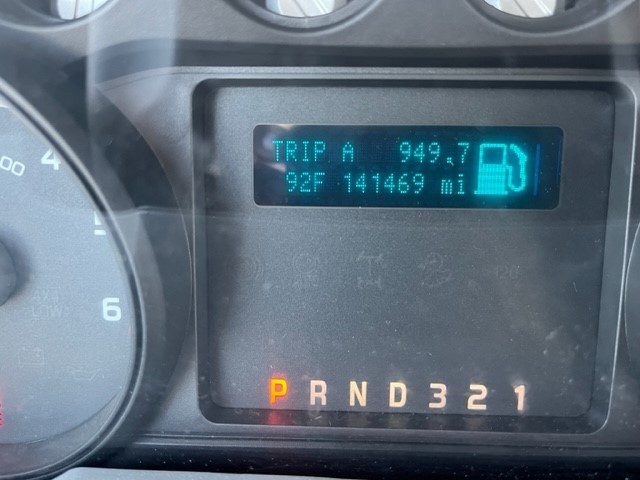 TRIP A 949.7
92F 141469 mi
4
5
6
4X4
LOW
P R N D 3 2 1